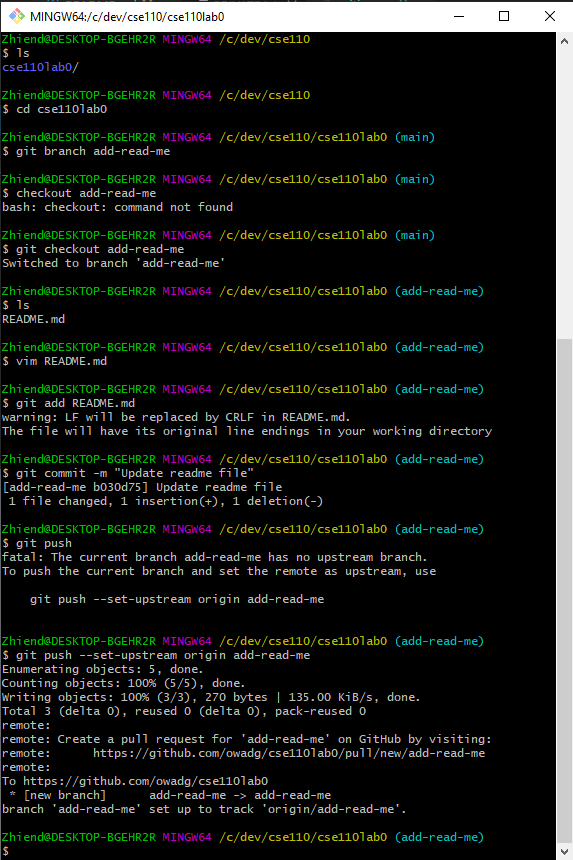 MINGW64:/c/dev/cse110/cse110lab0
Zhiend@DESKTOP-BGEHR2R MINGW64 /c/dev/cse110
$ ls
cse110lab0/
Zhiend@DESKTOP-BGEHR2R MINGW64 /c/dev/cse110
$ cd cse110lab0
Zhiend@DESKTOP-BGEHR2R MINGW64 /c/dev/cse110/cse110lab0 (main)
$ git branch add-read-me
Zhiend@DESKTOP-BGEHR2R MINGW64 /c/dev/cse110/cse110lab0 (main)
$ checkout add-read-me
bash: checkout: command not found
Zhiend@DESKTOP-BGEHR2R MINGW64 /c/dev/cse110/cse110lab0 (main)
$ git checkout add-read-me
Switched to branch 'add-read-me'
Zhiend@DESKTOP-BGEHR2R MINGW64 /c/dev/cse110/cse110lab0 (add-read-me)
$ ls
README.md
Zhiend@DESKTOP-BGEHR2R MINGW64 /c/dev/cse110/cse110lab0 (add-read-me)
$ vim README.md
Zhiend@DESKTOP-BGEHR2R MINGW64 /c/dev/cse110/cse110lab0 (add-read-me)
$ git add README.md
warning: LF will be replaced by CRLF in README.md.
The file will have its original line endings in your working directory
Zhiend@DESKTOP-BGEHR2R MINGW64 /c/dev/cse110/cse110lab0 (add-read-me)
$ git commit -m "Update readme file"
[add-read-me b030d75] Update readme file
 1 file changed, 1 insertion(+), 1 deletion(-)
Zhiend@DESKTOP-BGEHR2R MINGW64 /c/dev/cse110/cse110lab0 (add-read-me)
$ git push
fatal: The current branch add-read-me has no upstream branch.
To push the current branch and set the remote as upstream, use
    git push --set-upstream origin add-read-me
Zhiend@DESKTOP-BGEHR2R MINGW64 /c/dev/cse110/cse110lab0 (add-read-me)
$ git push --set-upstream origin add-read-me
Enumerating objects: 5, done.
Counting objects: 100% (5/5), done.
Writing objects: 100% (3/3), 270 bytes | 135.00 KiB/s, done.
Total 3 (delta 0), reused 0 (delta 0), pack-reused 0
remote:
remote: Create a pull request for 'add-read-me' on GitHub by visiting:
remote:      https://github.com/owadg/cse110lab0/pull/new/add-read-me
remote:
To https://github.com/owadg/cse110lab0
 * [new branch]      add-read-me -> add-read-me
branch 'add-read-me' set up to track 'origin/add-read-me'.
Zhiend@DESKTOP-BGEHR2R MINGW64 /c/dev/cse110/cse110lab0 (add-read-me)
$